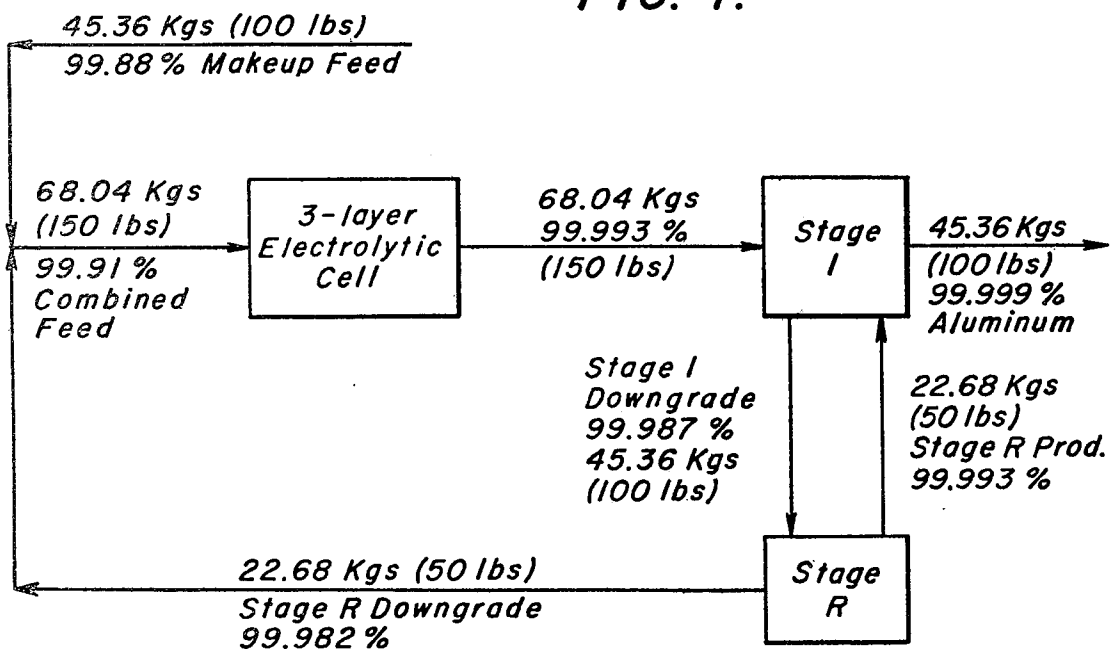 FIG.
45.36 Kgs (100 lbs)
99.88% Makeup Feed
68.04 Kgs
(150 lbs)
99.91 %
Combined
Feed
3-layer
Electrolytic
Cell
68.04 Kgs
99.993 %
(150 lbs)
Stage
I
45.36 Kgs
(100 lbs)
99.999 %
Aluminum
Stage I
Downgrade
99.987 %
45.36 Kgs
(100 lbs)
22.68 Kgs
(50 lbs)
Stage R Prod.
99.993 %
22.68 Kgs (50 lbs)
Stage R Downgrade
99.982 %
Stage
R